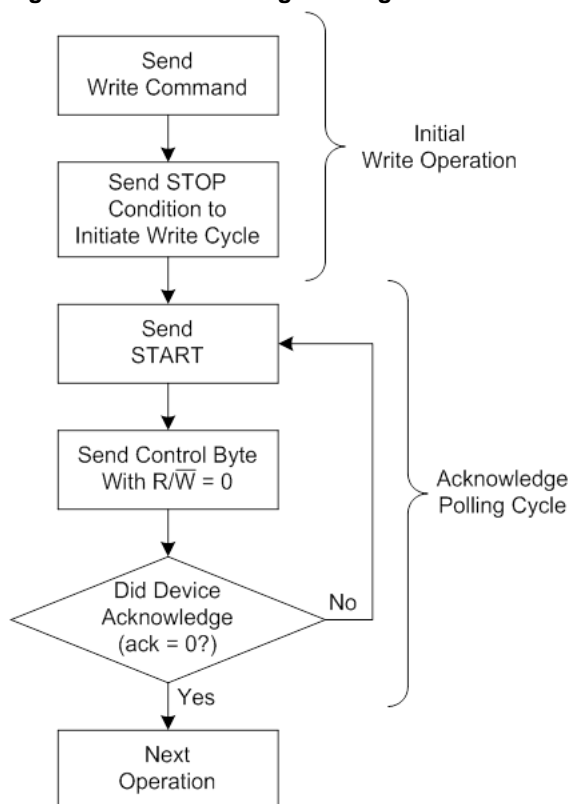 Send
Write Command
Initial
Write Operation
Send STOP
Condition to
Initiate Write Cycle
Send
START
Send Control Byte
With R/W̅ = 0
Acknowledge
Polling Cycle
Did Device
Acknowledge
(ack = 0?)
No
Yes
Next
Operation